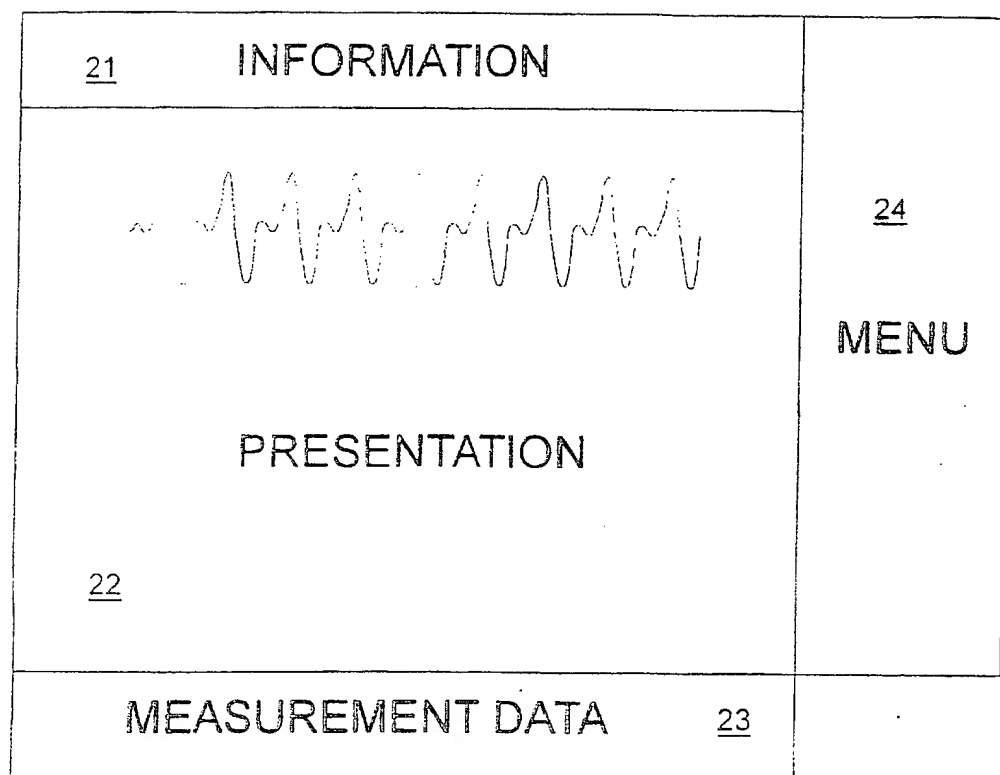 21 INFORMATION
24
MENU
PRESENTATION
22
MEASUREMENT DATA 23